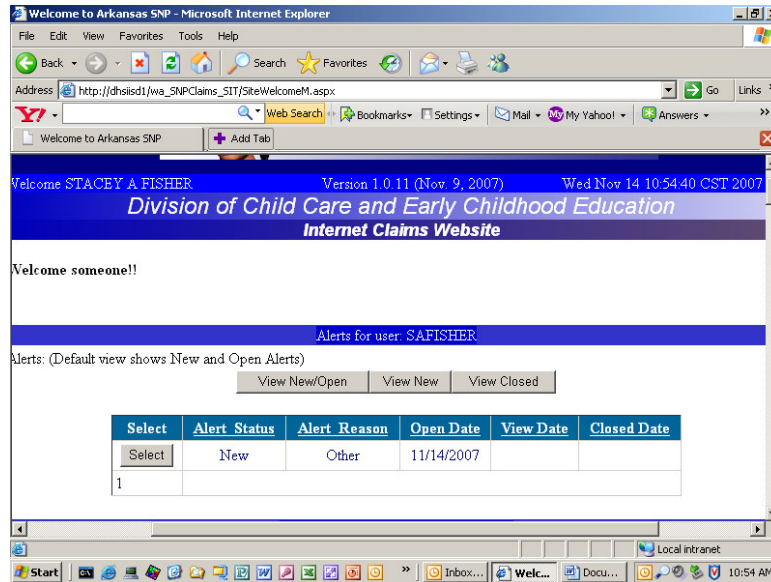 Welcome to Arkansas SNP - Microsoft Internet Explorer
File Edit View Favorites Tools Help
Back Search Favorites
Address http://dhsiisd1/wa_SNPClaims_SIT/SiteWelcomeM.aspx Go Links
Y! Web Search Bookmarks Settings Mail My Yahoo! Answers »
Welcome to Arkansas SNP Add Tab
Welcome STACEY A FISHER Version 1.0.11 (Nov. 9, 2007) Wed Nov 14 10:54:40 CST 2007
Division of Child Care and Early Childhood Education
Internet Claims Website
Welcome someone!!
Alerts for user: SAFISHER
Alerts: (Default view shows New and Open Alerts)
View New/Open View New View Closed
Select Alert Status Alert Reason Open Date View Date Closed Date
Select New Other 11/14/2007
1
Local intranet
Start » Inbox... Welc... Docu... 10:54 AM